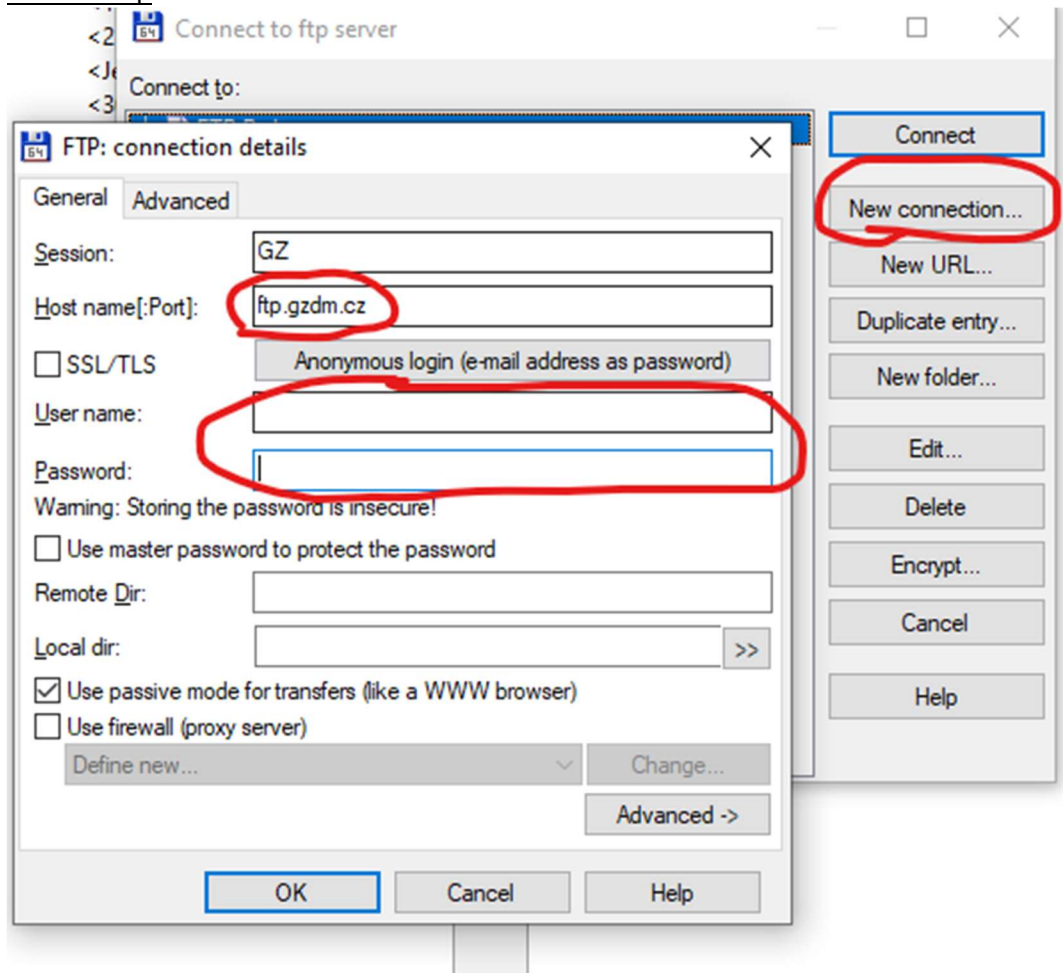 Connect to ftp server
Connect to:
<2
<3
FTP: connection details
Connect
General Advanced
New connection...
Session: GZ
New URL...
Host name[:Port]: ftp.gzdm.cz
Duplicate entry...
SSL/TLS Anonymous login (e-mail address as password)
New folder...
User name:
Edit...
Password:
Warning: Storing the password is insecure!
Delete
Use master password to protect the password
Encrypt...
Remote Dir:
Cancel
Local dir: >>
Use passive mode for transfers (like a WWW browser)
Help
Use firewall (proxy server)
Define new... Change...
Advanced ->
OK Cancel Help